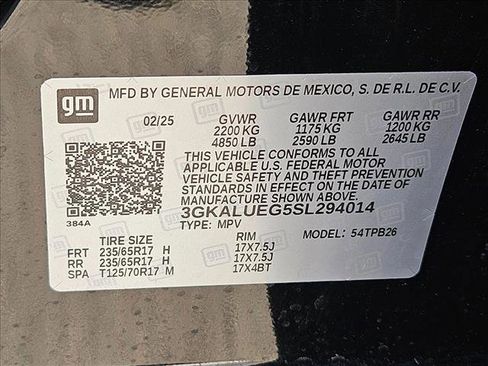 gm
MFD BY GENERAL MOTORS DE MEXICO, S. DE R.L. DE C.V.
02/25 GVWR GAWR FRT GAWR RR
2200 KG 1175 KG 1200 KG
4850 LB 2590 LB 2645 LB
THIS VEHICLE CONFORMS TO ALL
APPLICABLE U.S. FEDERAL MOTOR
VEHICLE SAFETY AND THEFT PREVENTION
STANDARDS IN EFFECT ON THE DATE OF
MANUFACTURE SHOWN ABOVE.
384A
3GKALUEG5SL294014
TYPE: MPV MODEL: 54TPB26
TIRE SIZE RIM
FRT 235/65R17 H 17X7.5J
RR 235/65R17 H 17X7.5J
SPA T125/70R17 M 17X4BT